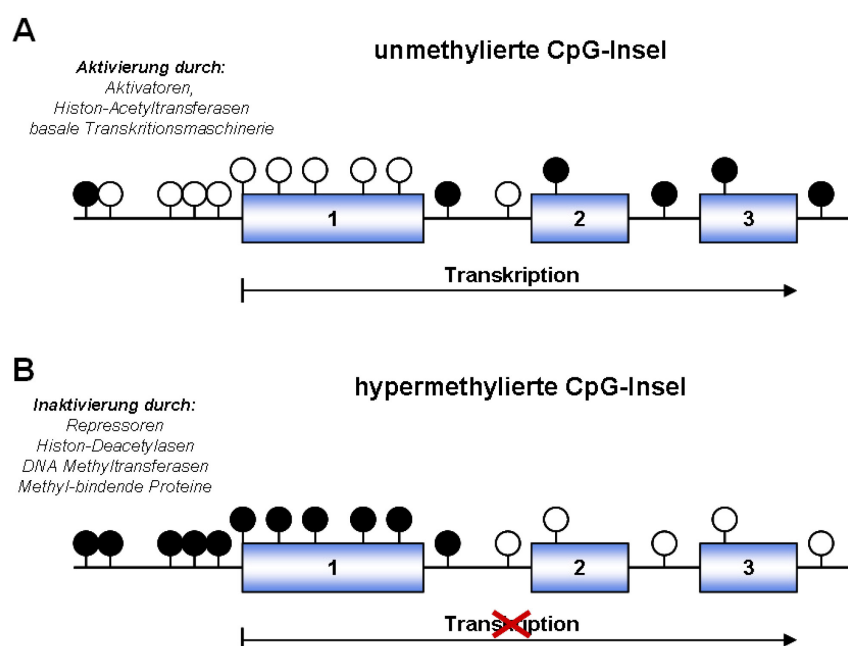 A
unmethylierte CpG-Insel
Aktivierung durch:
Aktivatoren,
Histon-Acetyltransferasen
basale Transkritionsmaschinerie
1
2
3
Transkription
B
hypermethylierte CpG-Insel
Inaktivierung durch:
Repressoren
Histon-Deacetylasen
DNA Methyltransferasen
Methyl-bindende Proteine
1
2
3
Transkription